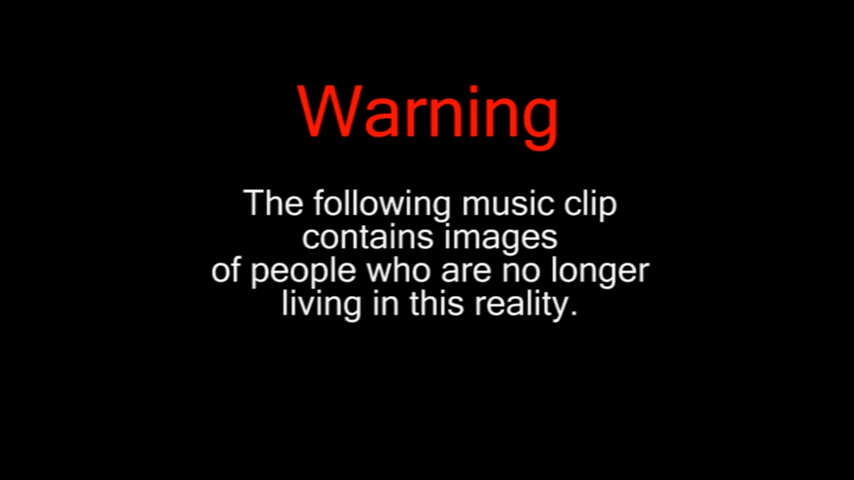 Warning
The following music clip
contains images
of people who are no longer
living in this reality.